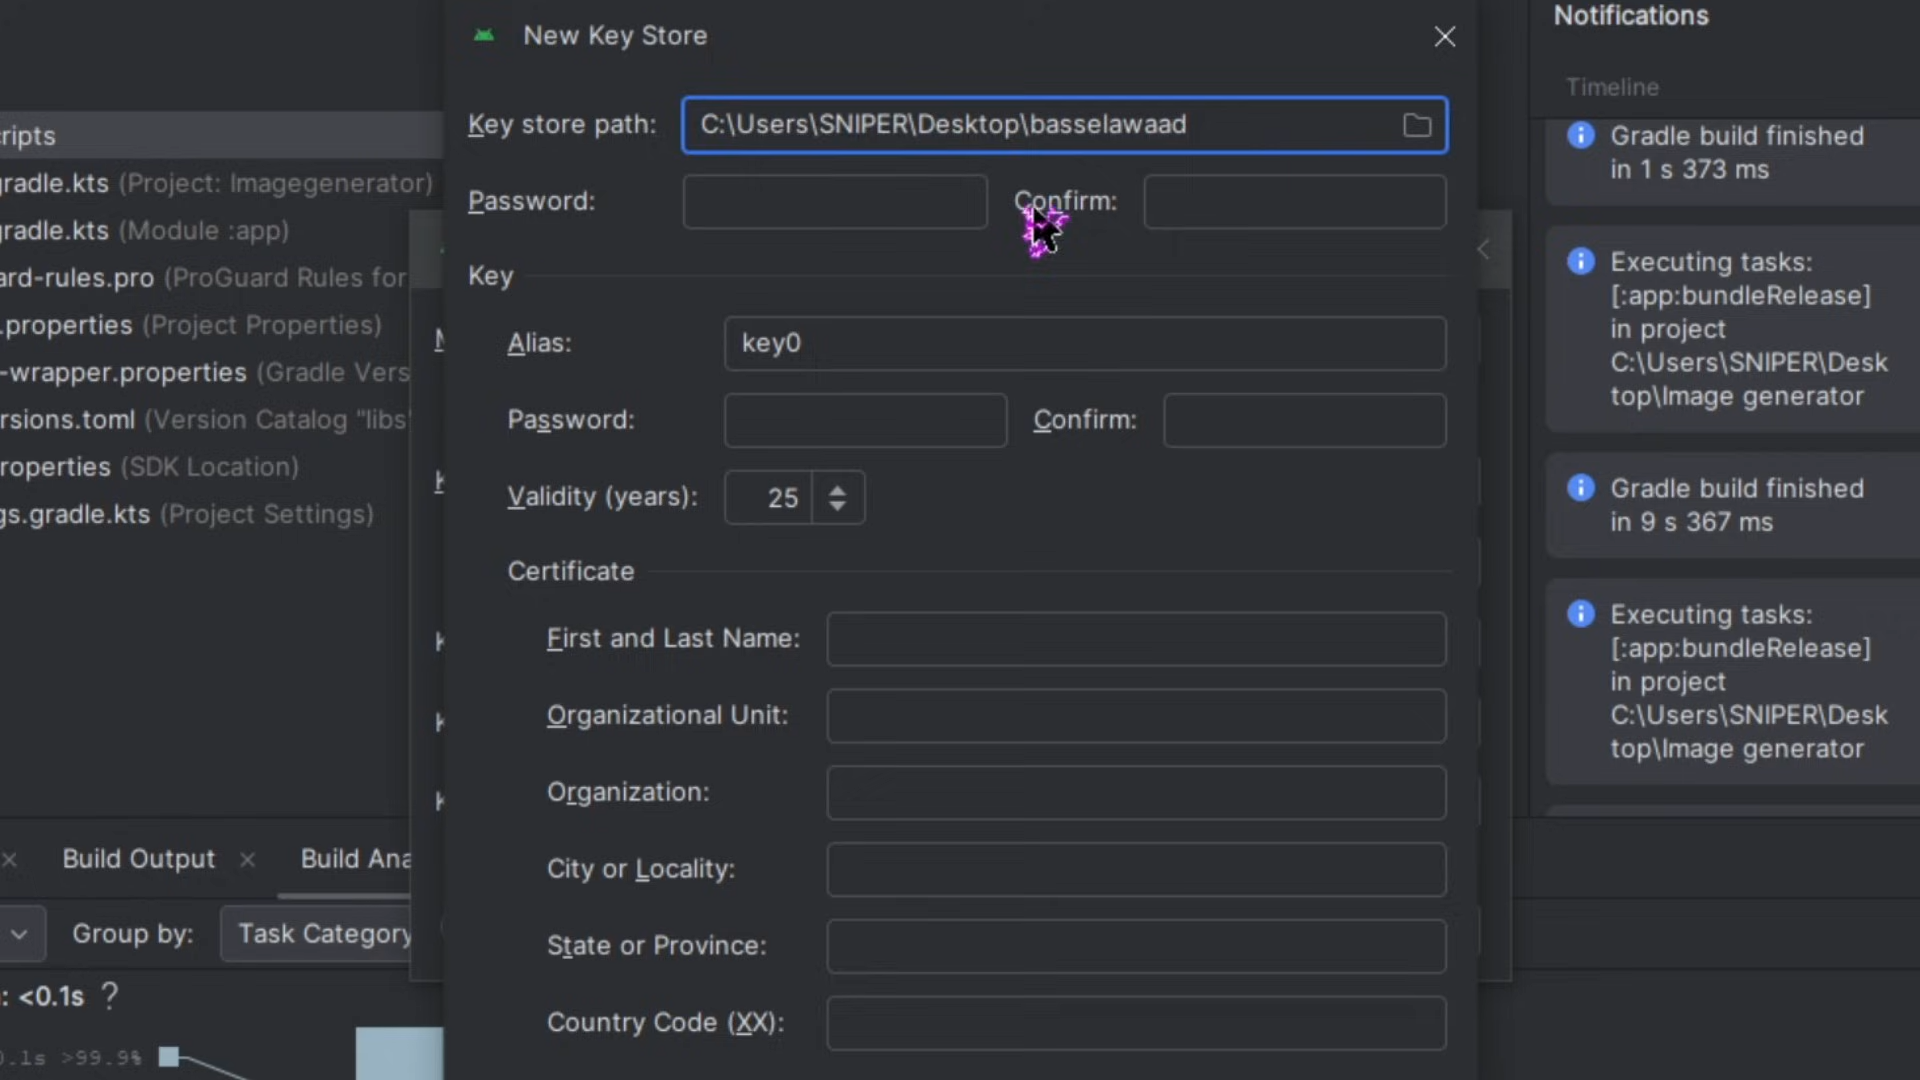 New Key Store
Key store path: C:\Users\SNIPER\Desktop\basselawaad
Password: Confirm:
Key
Alias: key0
Password: Confirm:
Validity (years): 25
Certificate
First and Last Name:
Organizational Unit:
Organization:
City or Locality:
State or Province:
Country Code (XX):
ripts
gradle.kts (Project: Imagegenerator)
gradle.kts (Module :app)
ard-rules.pro (ProGuard Rules for
.properties (Project Properties)
-wrapper.properties (Gradle Vers
rsions.toml (Version Catalog "libs"
roperties (SDK Location)
gs.gradle.kts (Project Settings)
Build Output Build Ana
Group by: Task Category
: <0.1s ?
0.1s >99.9%
Notifications
Timeline
Gradle build finished
in 1 s 373 ms
Executing tasks:
[:app:bundleRelease]
in project
C:\Users\SNIPER\Desk
top\Image generator
Gradle build finished
in 9 s 367 ms
Executing tasks:
[:app:bundleRelease]
in project
C:\Users\SNIPER\Desk
top\Image generator